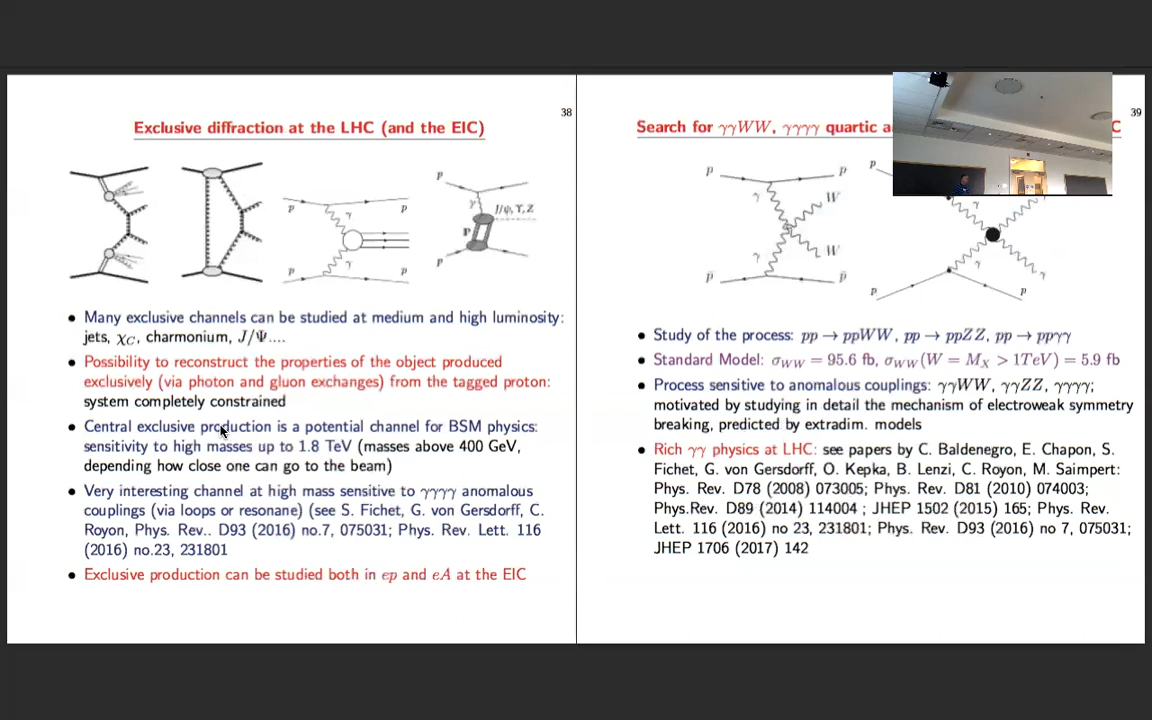 38
Exclusive diffraction at the LHC (and the EIC)
p
p
γ
γ
p
p
p
γ
J/ψ, Υ, Z
P
p
• Many exclusive channels can be studied at medium and high luminosity:
jets, χC, charmonium, J/Ψ....
• Possibility to reconstruct the properties of the object produced
exclusively (via photon and gluon exchanges) from the tagged proton:
system completely constrained
• Central exclusive production is a potential channel for BSM physics:
sensitivity to high masses up to 1.8 TeV (masses above 400 GeV,
depending how close one can go to the beam)
• Very interesting channel at high mass sensitive to γγγγ anomalous
couplings (via loops or resonane) (see S. Fichet, G. von Gersdorff, C.
Royon, Phys. Rev.. D93 (2016) no.7, 075031; Phys. Rev. Lett. 116
(2016) no.23, 231801
• Exclusive production can be studied both in ep and eA at the EIC
39
Search for γγWW, γγγγ quartic a
C
p
p
γ
W
γ
W
p̄
p̄
p
γ
γ
γ
p
p
• Study of the process: pp → ppWW, pp → ppZZ, pp → ppγγ
• Standard Model: σWW = 95.6 fb, σWW(W = MX > 1TeV) = 5.9 fb
• Process sensitive to anomalous couplings: γγWW, γγZZ, γγγγ;
motivated by studying in detail the mechanism of electroweak symmetry
breaking, predicted by extradim. models
• Rich γγ physics at LHC: see papers by C. Baldenegro, E. Chapon, S.
Fichet, G. von Gersdorff, O. Kepka, B. Lenzi, C. Royon, M. Saimpert:
Phys. Rev. D78 (2008) 073005; Phys. Rev. D81 (2010) 074003;
Phys.Rev. D89 (2014) 114004 ; JHEP 1502 (2015) 165; Phys. Rev.
Lett. 116 (2016) no 23, 231801; Phys. Rev. D93 (2016) no 7, 075031;
JHEP 1706 (2017) 142